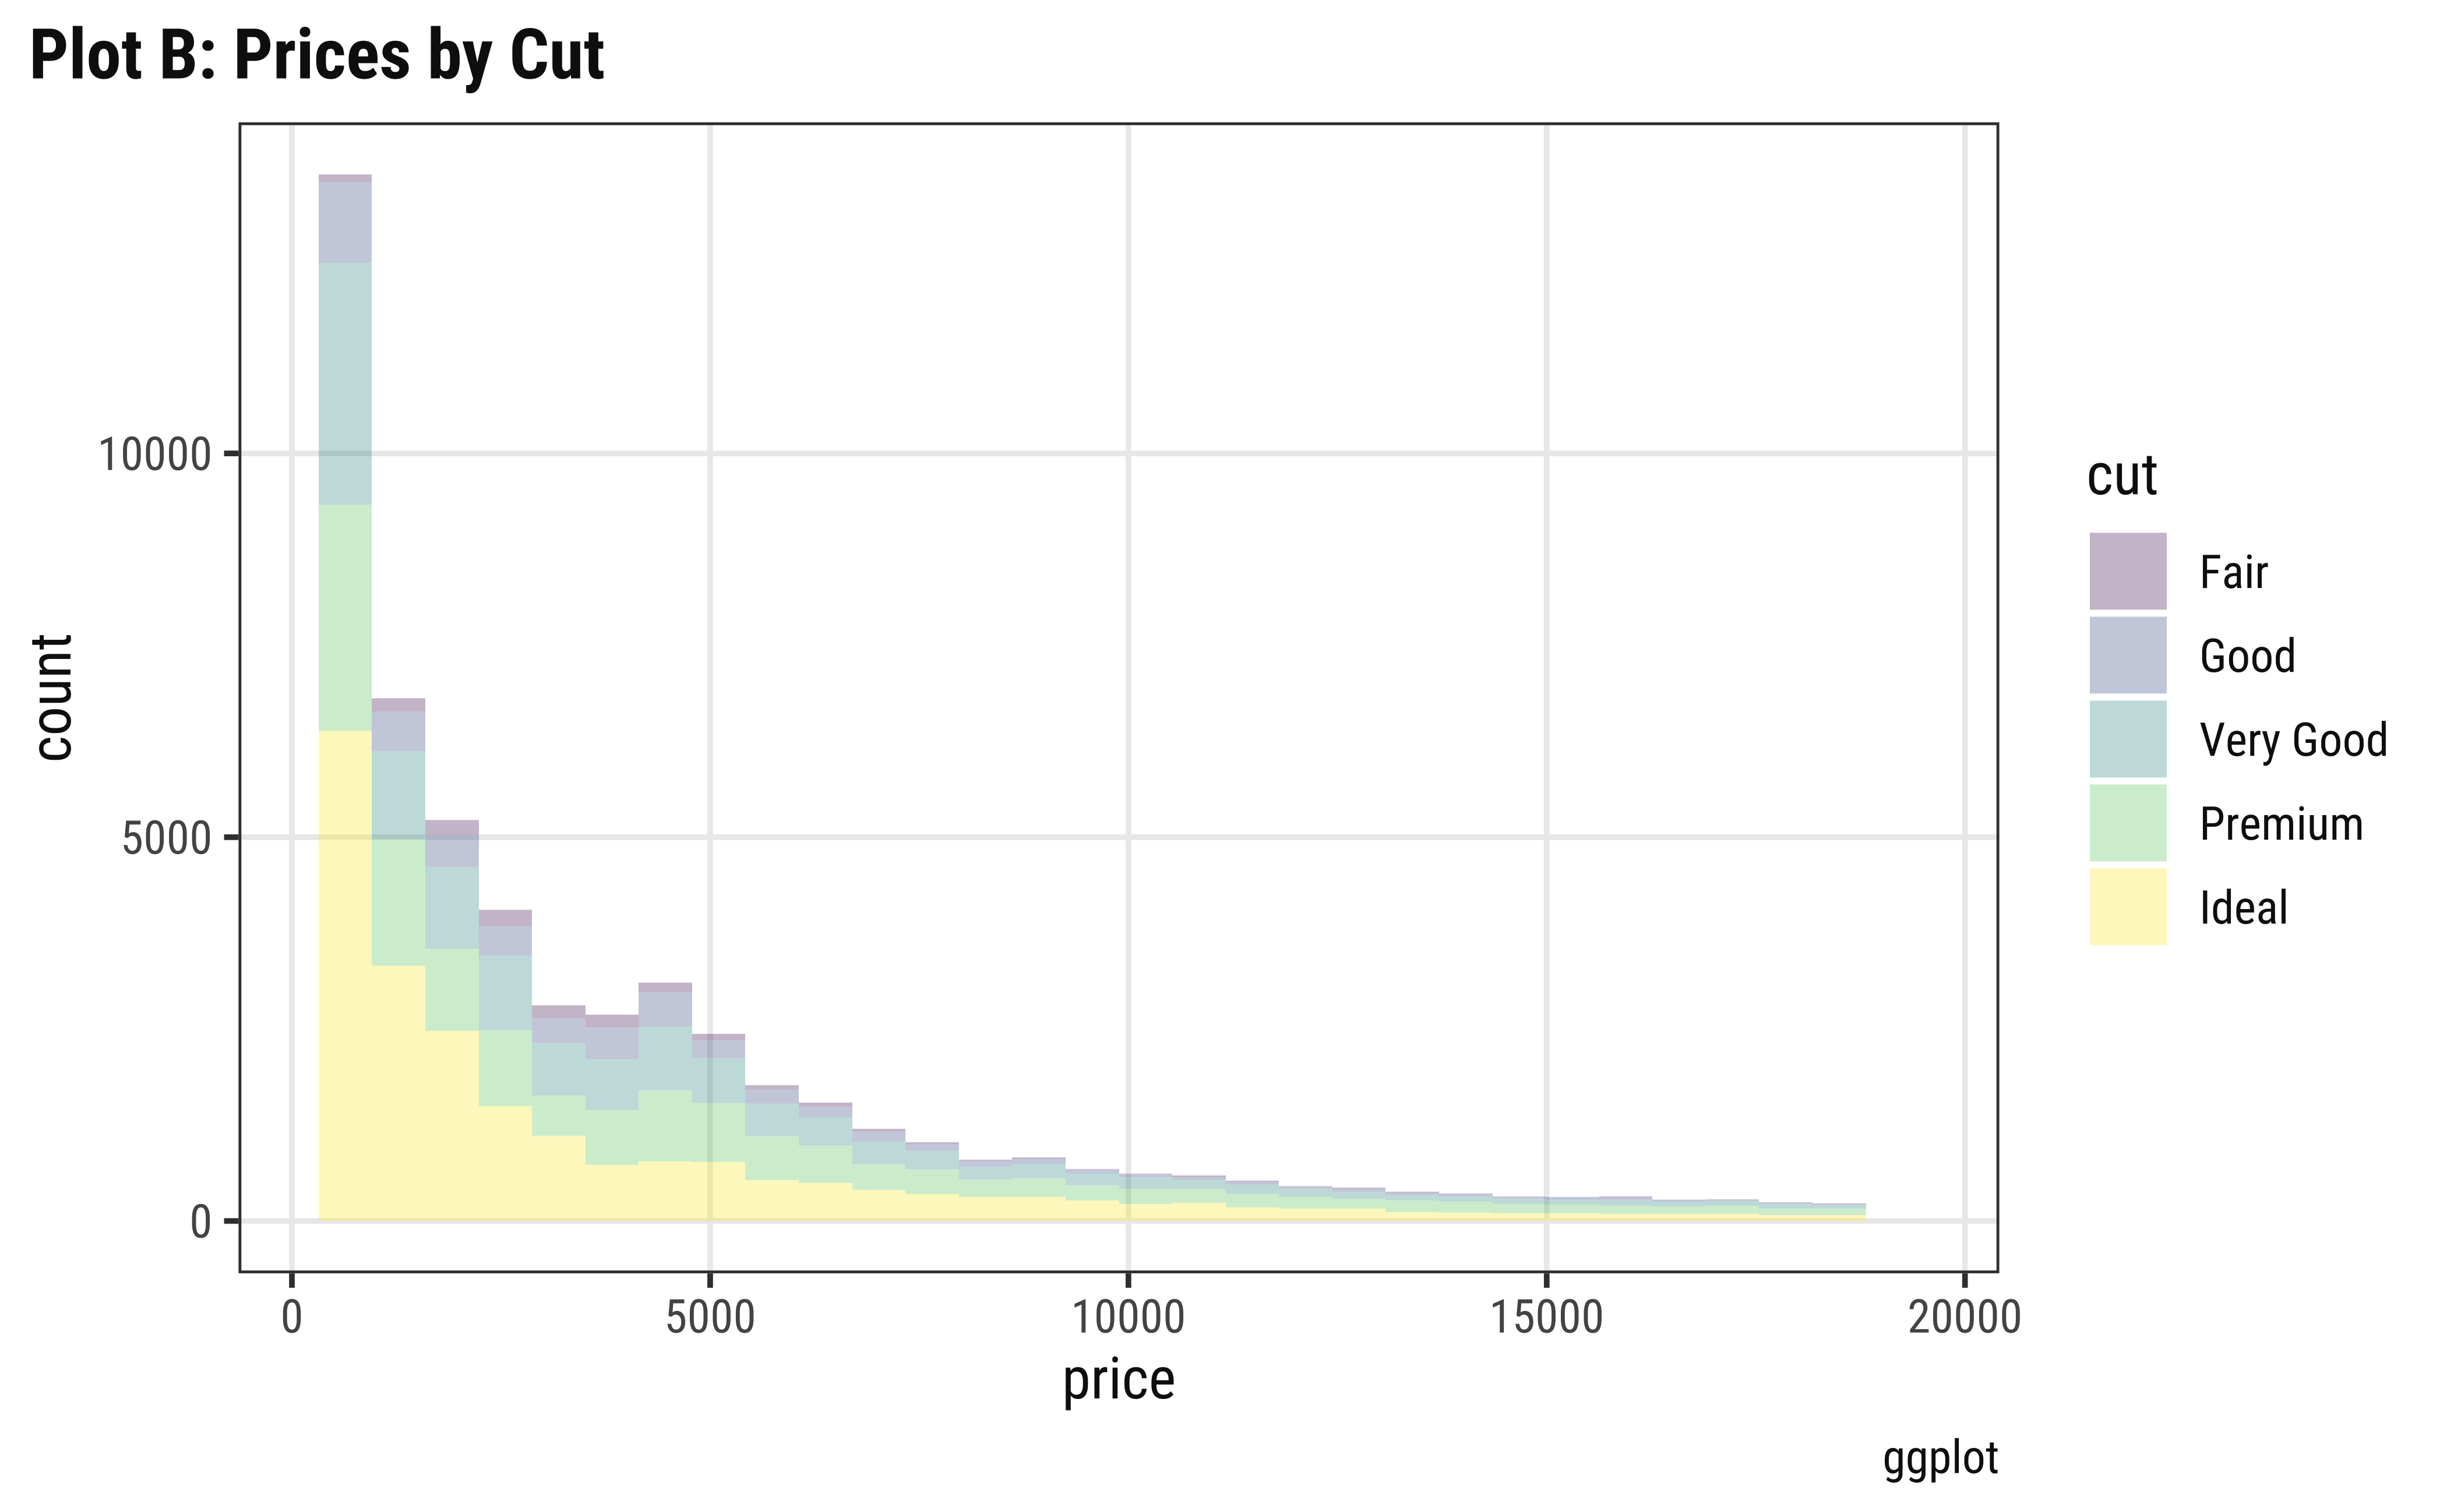 Plot B: Prices by Cut
count
10000
5000
0
0 5000 10000 15000 20000
price
cut
Fair
Good
Very Good
Premium
Ideal
ggplot